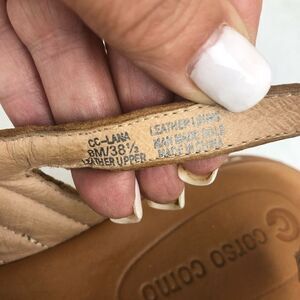 CC-LANA
8M/38½
LEATHER UPPER
LEATHER LINING
MAN MADE SOLE
MADE IN CHINA
corso como